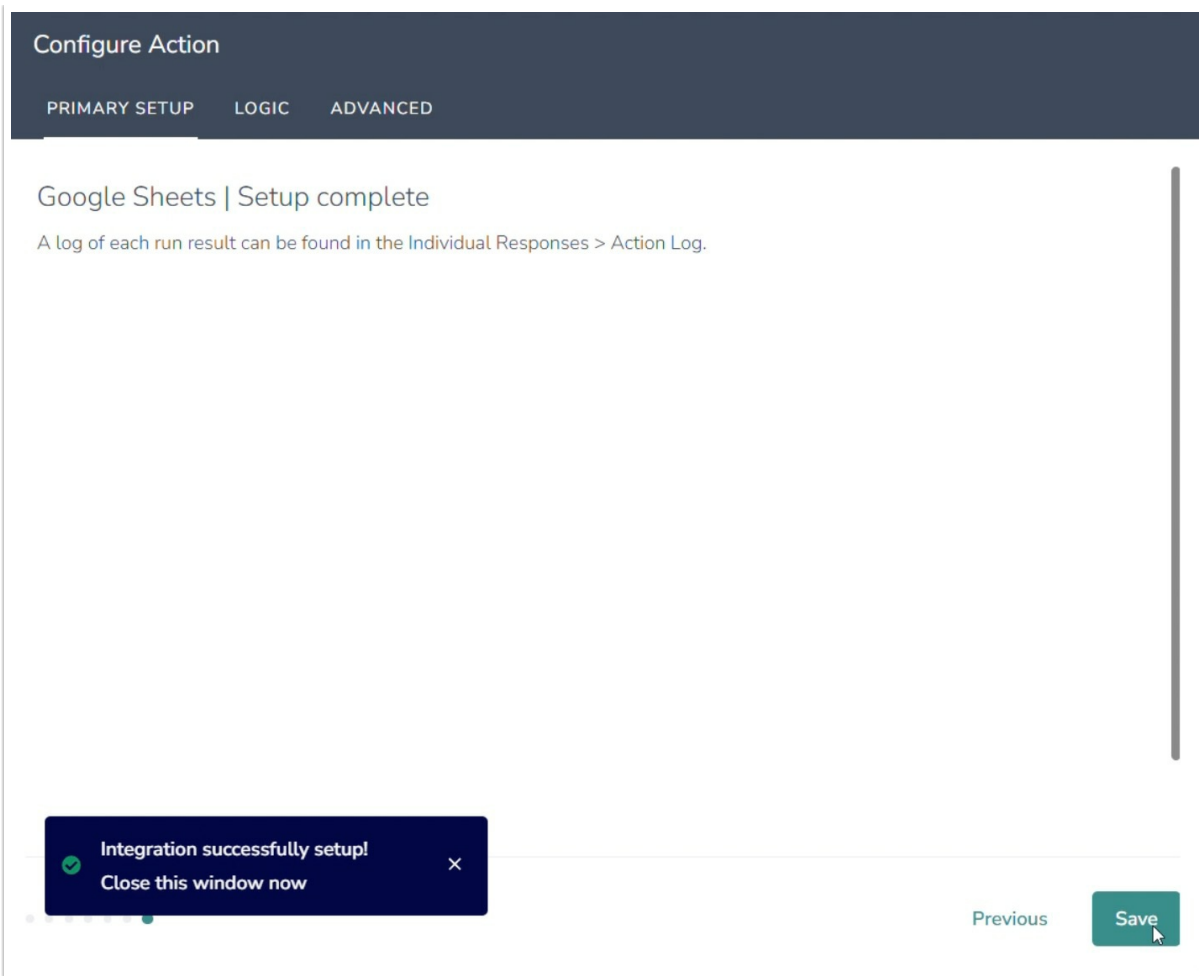 Configure Action
PRIMARY SETUP LOGIC ADVANCED
Google Sheets | Setup complete
A log of each run result can be found in the Individual Responses > Action Log.
Integration successfully setup!
Close this window now
Previous Save